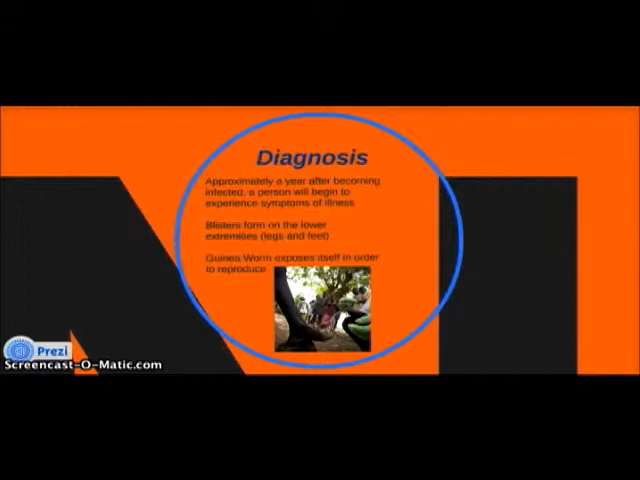 Diagnosis
Approximately a year after becoming
infected, a person will begin to
experience symptoms of illness
Blisters form on the lower
extremities (legs and feet)
Guinea Worm exposes itself in order
to reproduce
Prezi
Screencast-O-Matic.com